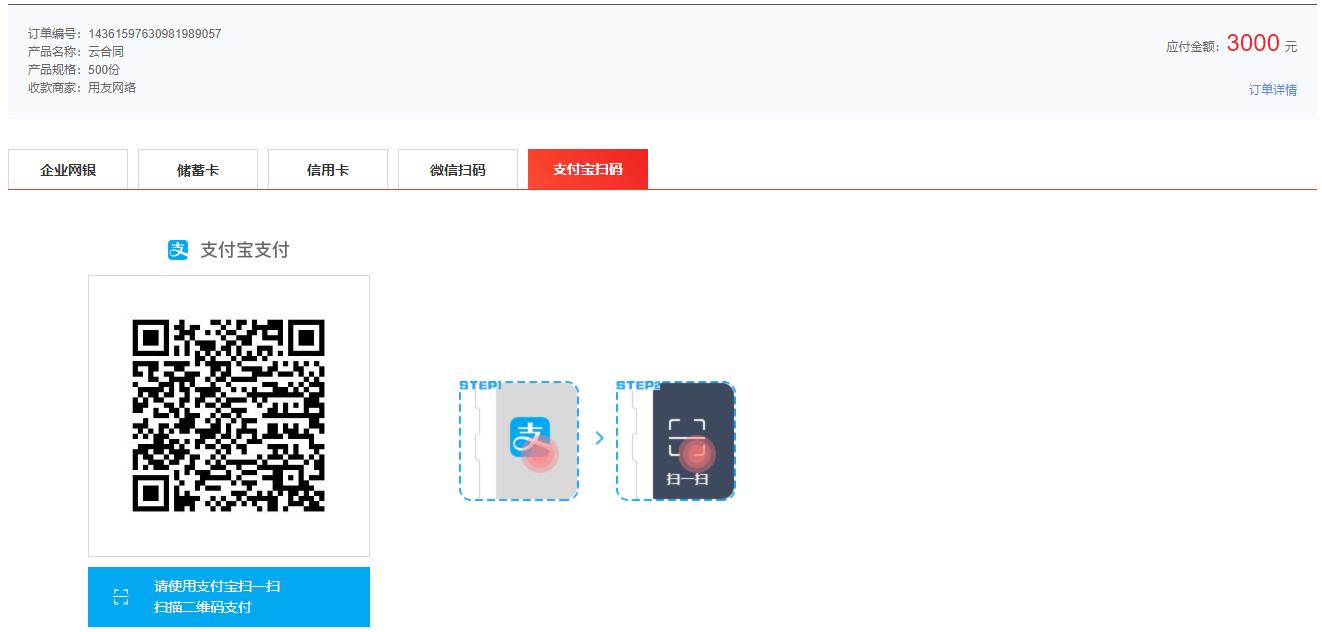 订单编号：14361597630981989057
产品名称：云合同
产品规格：500份
收款商家：用友网络
应付金额：3000 元
订单详情
企业网银
储蓄卡
信用卡
微信扫码
支付宝扫码
支 支付宝支付
STEP1
支
STEP2
扫一扫
请使用支付宝扫一扫
扫描二维码支付